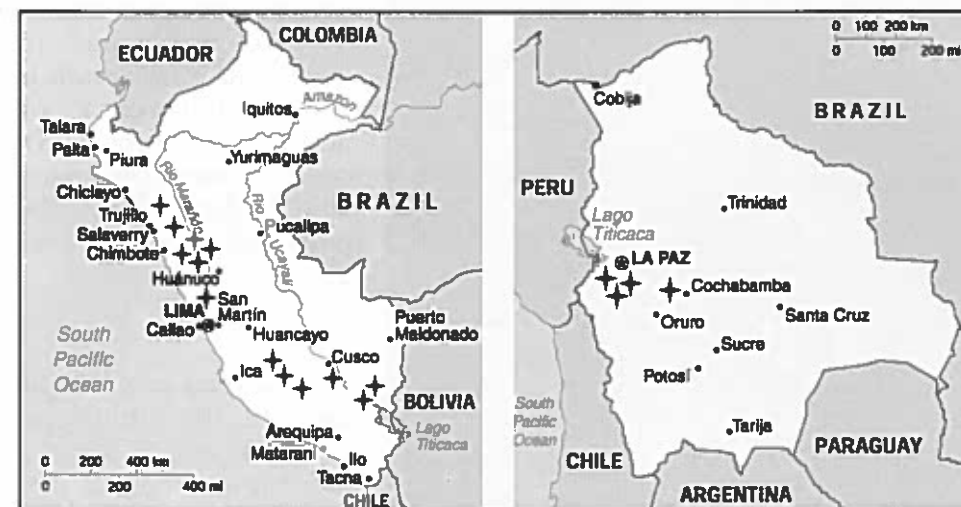 ECUADOR
COLOMBIA
Iquitos
Amazon
Talara
Paita
Piura
Yurimaguas
Río Marañón
BRAZIL
Chiclayo
Río Ucayali
Pucallpa
Trujillo
Salaverry
Chimbote
Huánuco
San
Martín
LIMA
Callao
Huancayo
Puerto
Maldonado
South
Pacific
Ocean
Ica
Cusco
BOLIVIA
Lago
Titicaca
Arequipa
Matarani
Ilo
Tacna
CHILE
0 200 400 km
0 200 400 mi
0 100 200 km
0 100 200 mi
Cobija
BRAZIL
PERU
Trinidad
Lago
Titicaca
LA PAZ
Cochabamba
Oruro
Santa Cruz
Sucre
Potosí
South
Pacific
Ocean
Tarija
CHILE
PARAGUAY
ARGENTINA